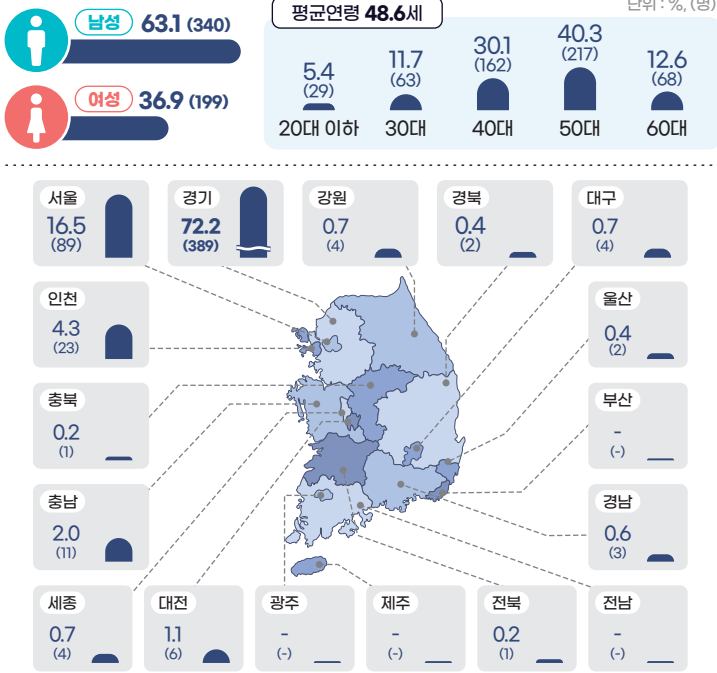 단위 : %, (명)
남성 63.1 (340)
여성 36.9 (199)
평균연령 48.6세
5.4
(29)
20대 이하
11.7
(63)
30대
30.1
(162)
40대
40.3
(217)
50대
12.6
(68)
60대
서울
16.5
(89)
경기
72.2
(389)
강원
0.7
(4)
경북
0.4
(2)
대구
0.7
(4)
인천
4.3
(23)
울산
0.4
(2)
충북
0.2
(1)
부산
-
(-)
충남
2.0
(11)
경남
0.6
(3)
세종
0.7
(4)
대전
1.1
(6)
광주
-
(-)
제주
-
(-)
전북
0.2
(1)
전남
-
(-)